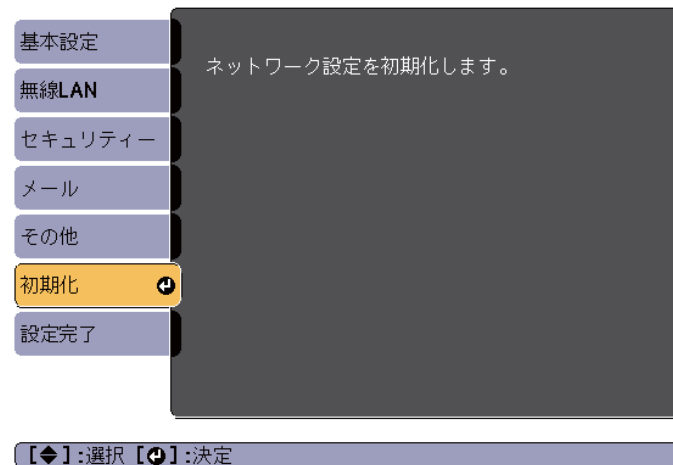 基本設定
ネットワーク設定を初期化します。
無線LAN
セキュリティー
メール
その他
初期化
設定完了
【◆】:選択【⏎】:決定